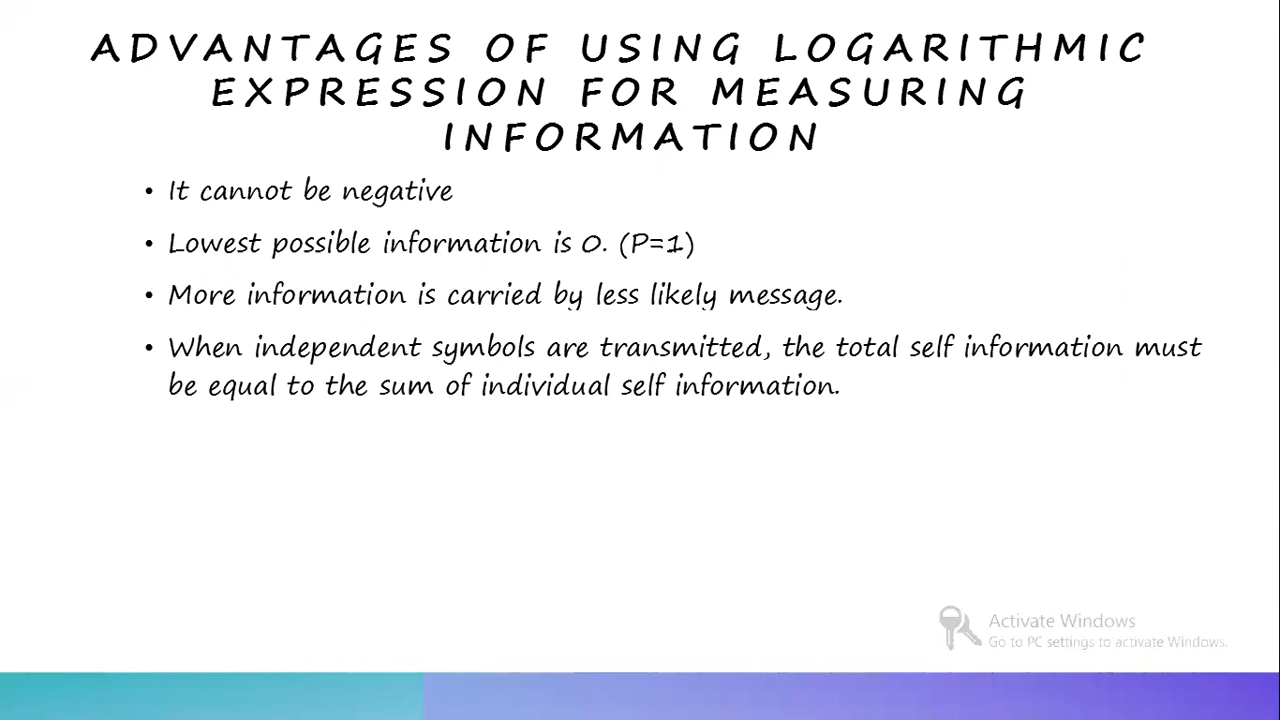 ADVANTAGES OF USING LOGARITHMIC
EXPRESSION FOR MEASURING
INFORMATION
• It cannot be negative
• Lowest possible information is 0. (P=1)
• More information is carried by less likely message.
• When independent symbols are transmitted, the total self information must
be equal to the sum of individual self information.
Activate Windows
Go to PC settings to activate Windows.